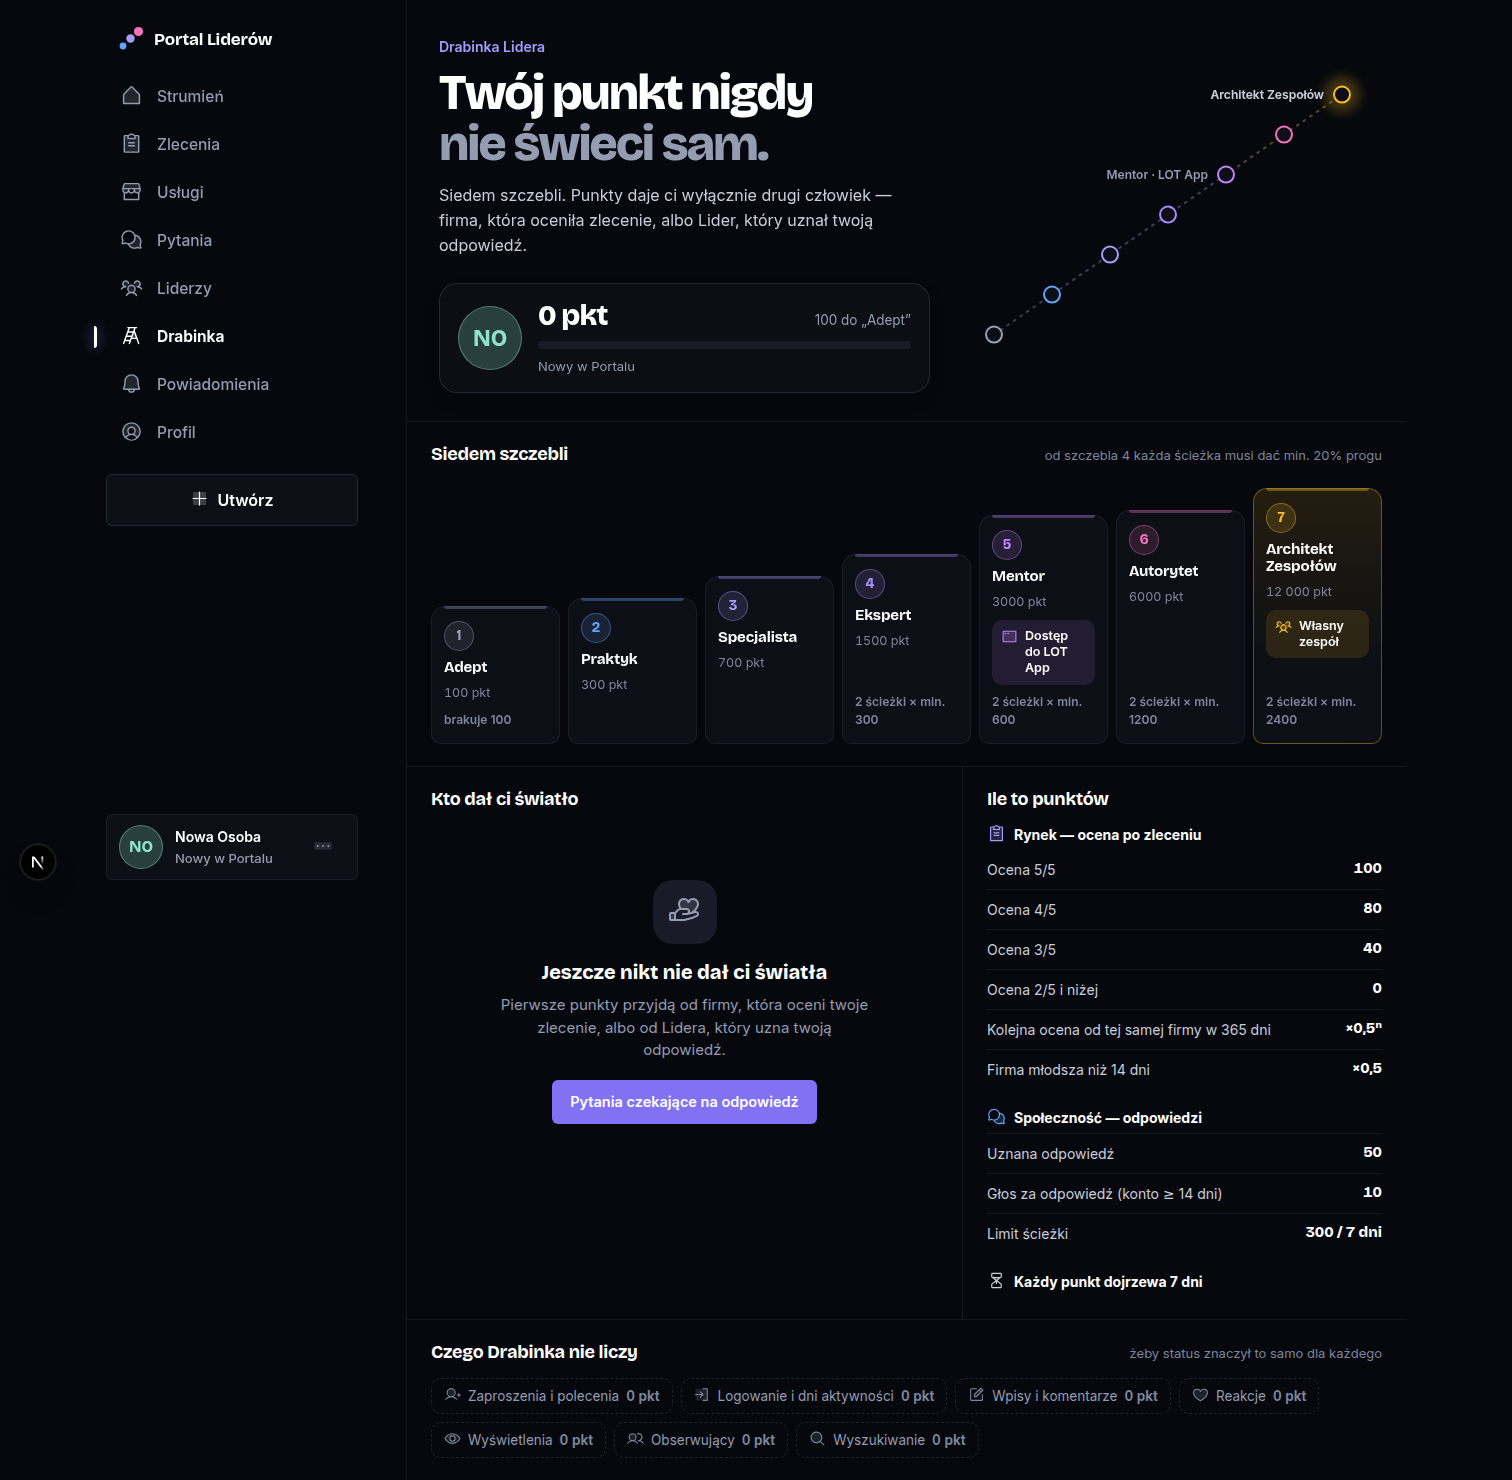 Portal Liderów
Strumień
Zlecenia
Usługi
Pytania
Liderzy
Drabinka
Powiadomienia
Profil
Utwórz
NO
Nowa Osoba
Nowy w Portalu
N
Drabinka Lidera
Twój punkt nigdy
nie świeci sam.
Siedem szczebli. Punkty daje ci wyłącznie drugi człowiek —
firma, która oceniła zlecenie, albo Lider, który uznał twoją
odpowiedź.
NO
0 pkt
100 do „Adept”
Nowy w Portalu
Architekt Zespołów
Mentor · LOT App
Siedem szczebli
od szczebla 4 każda ścieżka musi dać min. 20% progu
1
Adept
100 pkt
brakuje 100
2
Praktyk
300 pkt
3
Specjalista
700 pkt
4
Ekspert
1500 pkt
2 ścieżki × min.
300
5
Mentor
3000 pkt
Dostęp
do LOT
App
2 ścieżki × min.
600
6
Autorytet
6000 pkt
2 ścieżki × min.
1200
7
Architekt
Zespołów
12 000 pkt
Własny
zespół
2 ścieżki × min.
2400
Kto dał ci światło
Jeszcze nikt nie dał ci światła
Pierwsze punkty przyjdą od firmy, która oceni twoje
zlecenie, albo od Lidera, który uzna twoją
odpowiedź.
Pytania czekające na odpowiedź
Ile to punktów
Rynek — ocena po zleceniu
Ocena 5/5 100
Ocena 4/5 80
Ocena 3/5 40
Ocena 2/5 i niżej 0
Kolejna ocena od tej samej firmy w 365 dni ×0,5ⁿ
Firma młodsza niż 14 dni ×0,5
Społeczność — odpowiedzi
Uznana odpowiedź 50
Głos za odpowiedź (konto ≥ 14 dni) 10
Limit ścieżki 300 / 7 dni
Każdy punkt dojrzewa 7 dni
Czego Drabinka nie liczy
żeby status znaczył to samo dla każdego
Zaproszenia i polecenia 0 pkt
Logowanie i dni aktywności 0 pkt
Wpisy i komentarze 0 pkt
Reakcje 0 pkt
Wyświetlenia 0 pkt
Obserwujący 0 pkt
Wyszukiwanie 0 pkt